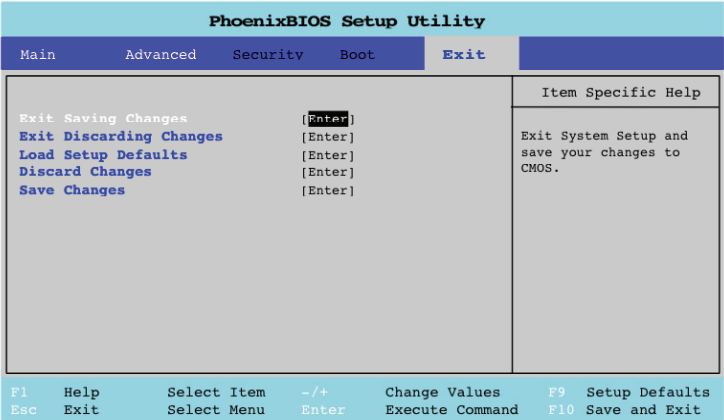 PhoenixBIOS Setup Utility
Main Advanced Security Boot Exit
Item Specific Help
Exit Saving Changes [Enter]
Exit Discarding Changes [Enter]
Load Setup Defaults [Enter]
Discard Changes [Enter]
Save Changes [Enter]
Exit System Setup and
save your changes to
CMOS.
F1 Help Select Item -/+ Change Values F9 Setup Defaults
Esc Exit Select Menu Enter Execute Command F10 Save and Exit